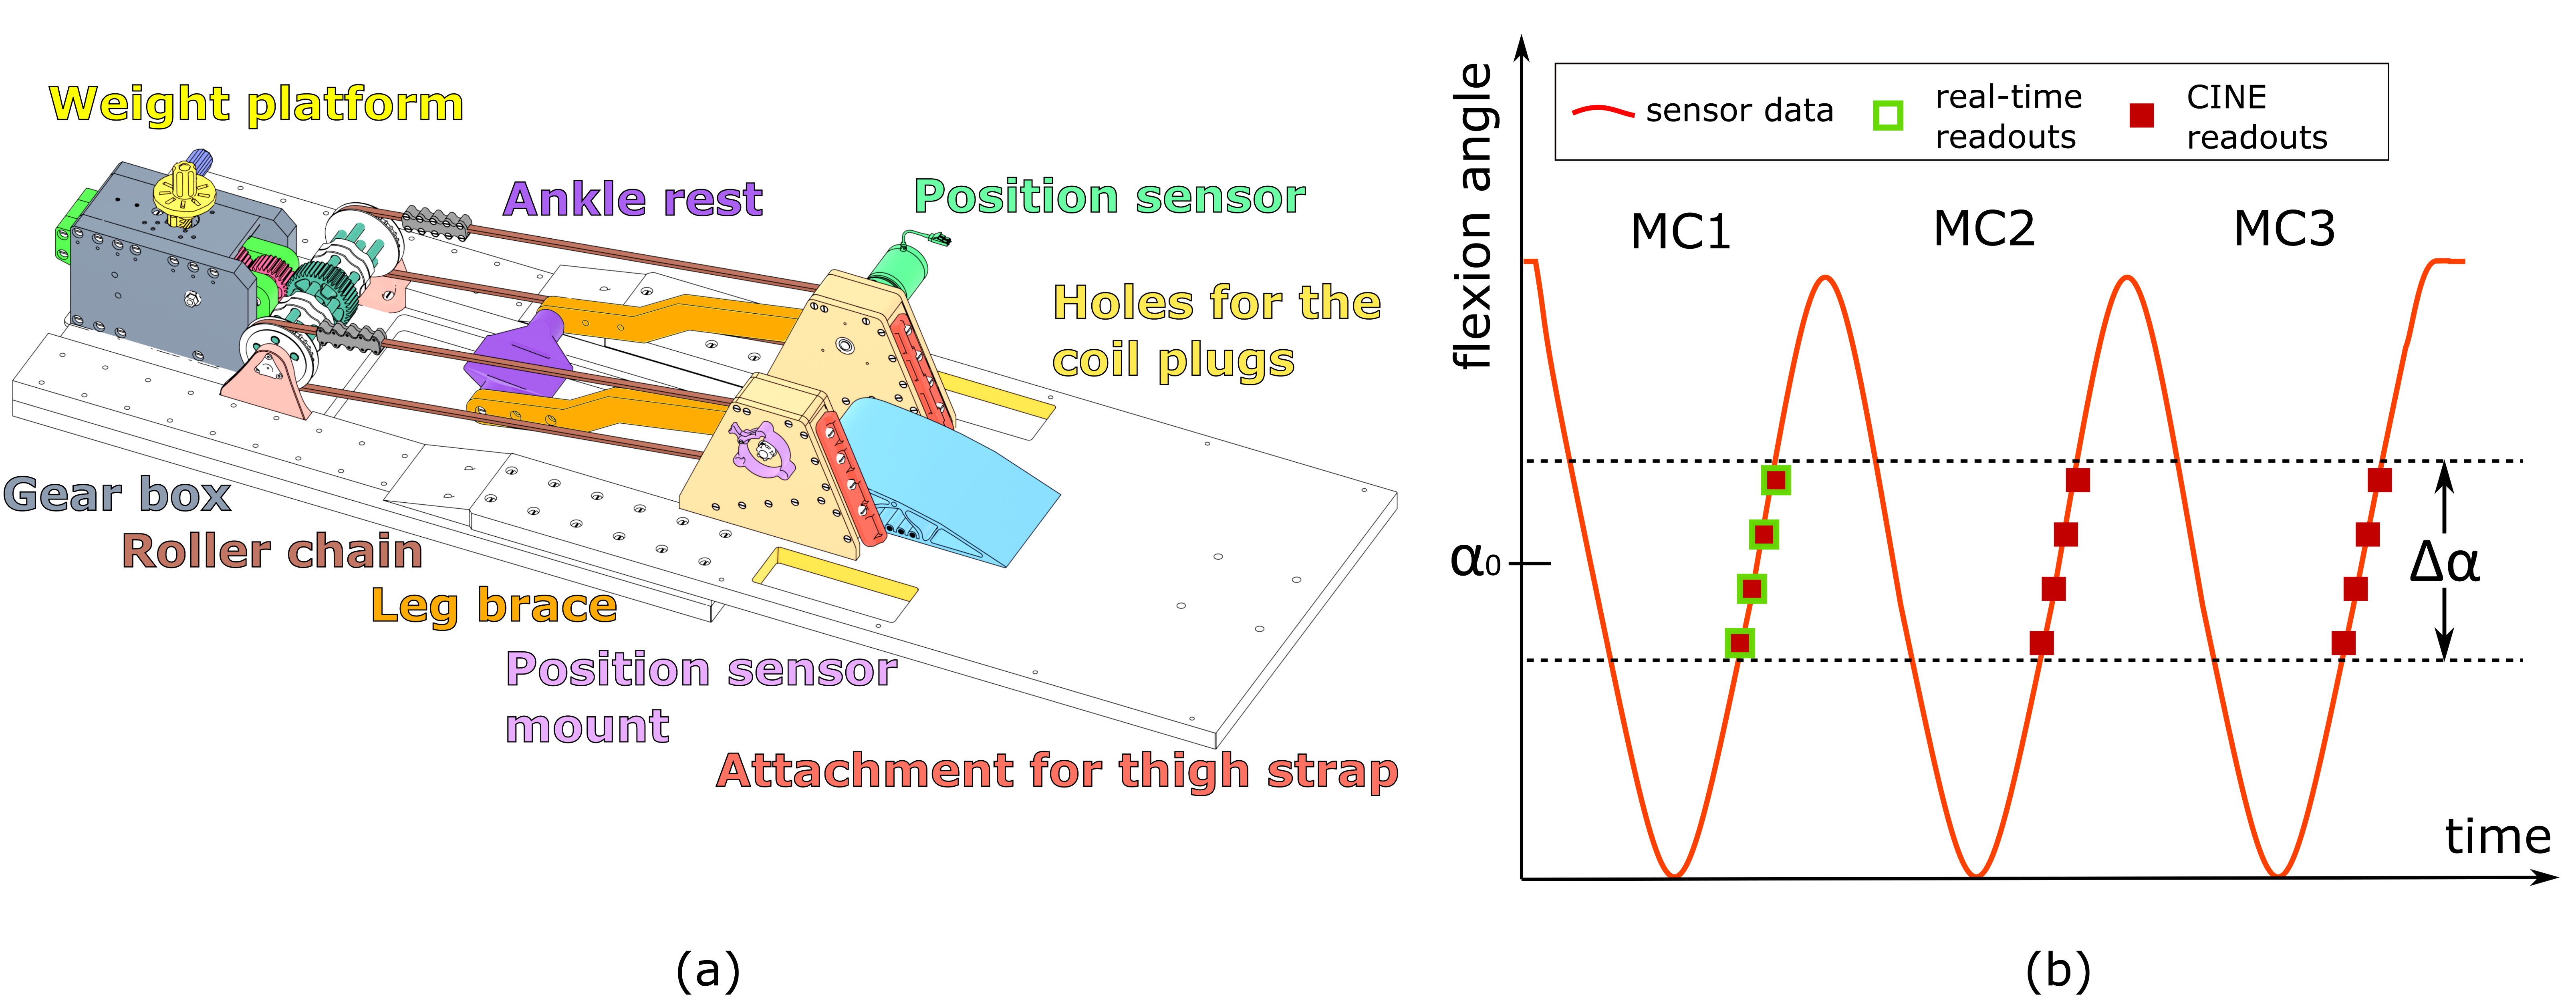 Weight platform
Ankle rest
Position sensor
Holes for the
coil plugs
Gear box
Roller chain
Leg brace
Position sensor
mount
Attachment for thigh strap
(a)
flexion angle
sensor data
real-time
readouts
CINE
readouts
MC1
MC2
MC3
α₀
Δα
time
(b)